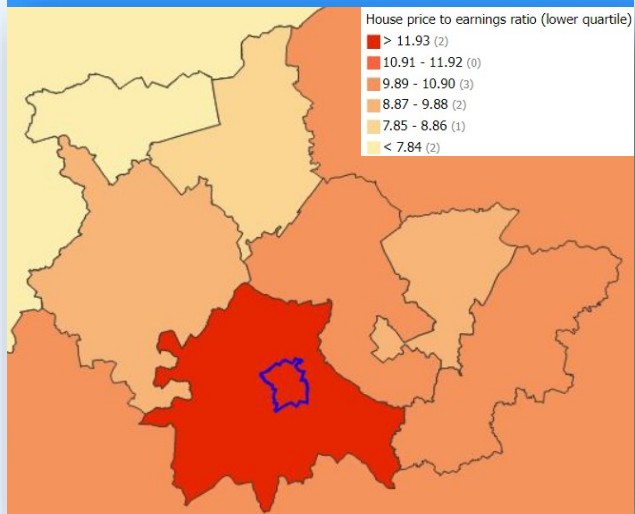 House price to earnings ratio (lower quartile)
> 11.93 (2)
10.91 - 11.92 (0)
9.89 - 10.90 (3)
8.87 - 9.88 (2)
7.85 - 8.86 (1)
< 7.84 (2)